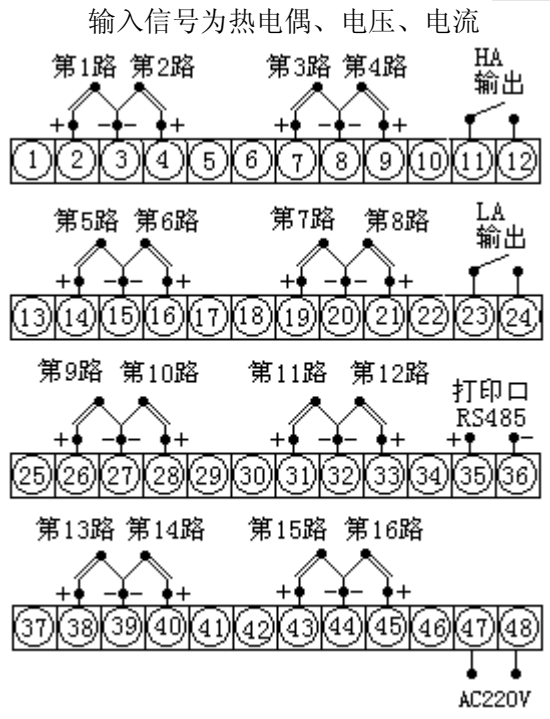 输入信号为热电偶、电压、电流
第1路 第2路 第3路 第4路 HA
输出
+ - - + + - - +
1 2 3 4 5 6 7 8 9 10 11 12
第5路 第6路 第7路 第8路 LA
输出
+ - - + + - - +
13 14 15 16 17 18 19 20 21 22 23 24
第9路 第10路 第11路 第12路 打印口
RS485
+ - - + + - - + + -
25 26 27 28 29 30 31 32 33 34 35 36
第13路 第14路 第15路 第16路
+ - - + + - - +
37 38 39 40 41 42 43 44 45 46 47 48
AC220V